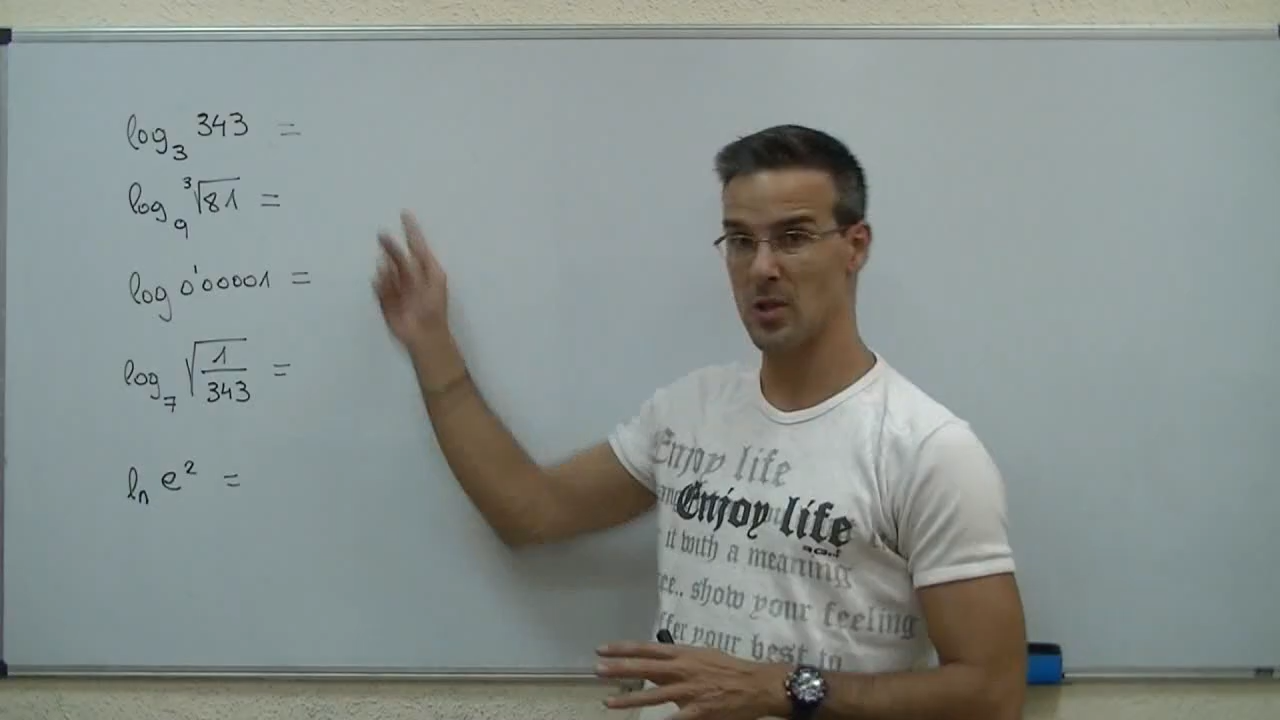 log₃ 343 =
log₉ ³√81 =
log 0'00001 =
log₇ √(1/343) =
ln e² =
Enjoy life
Enjoy life
it with a meaning
show your feeling
your best to